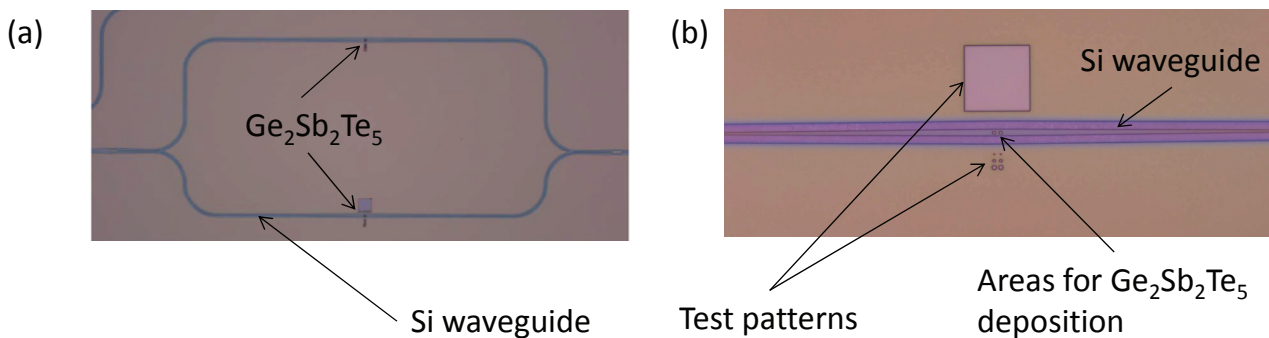 (a)
Ge₂Sb₂Te₅
Si waveguide
(b)
Si waveguide
Test patterns
Areas for Ge₂Sb₂Te₅
deposition